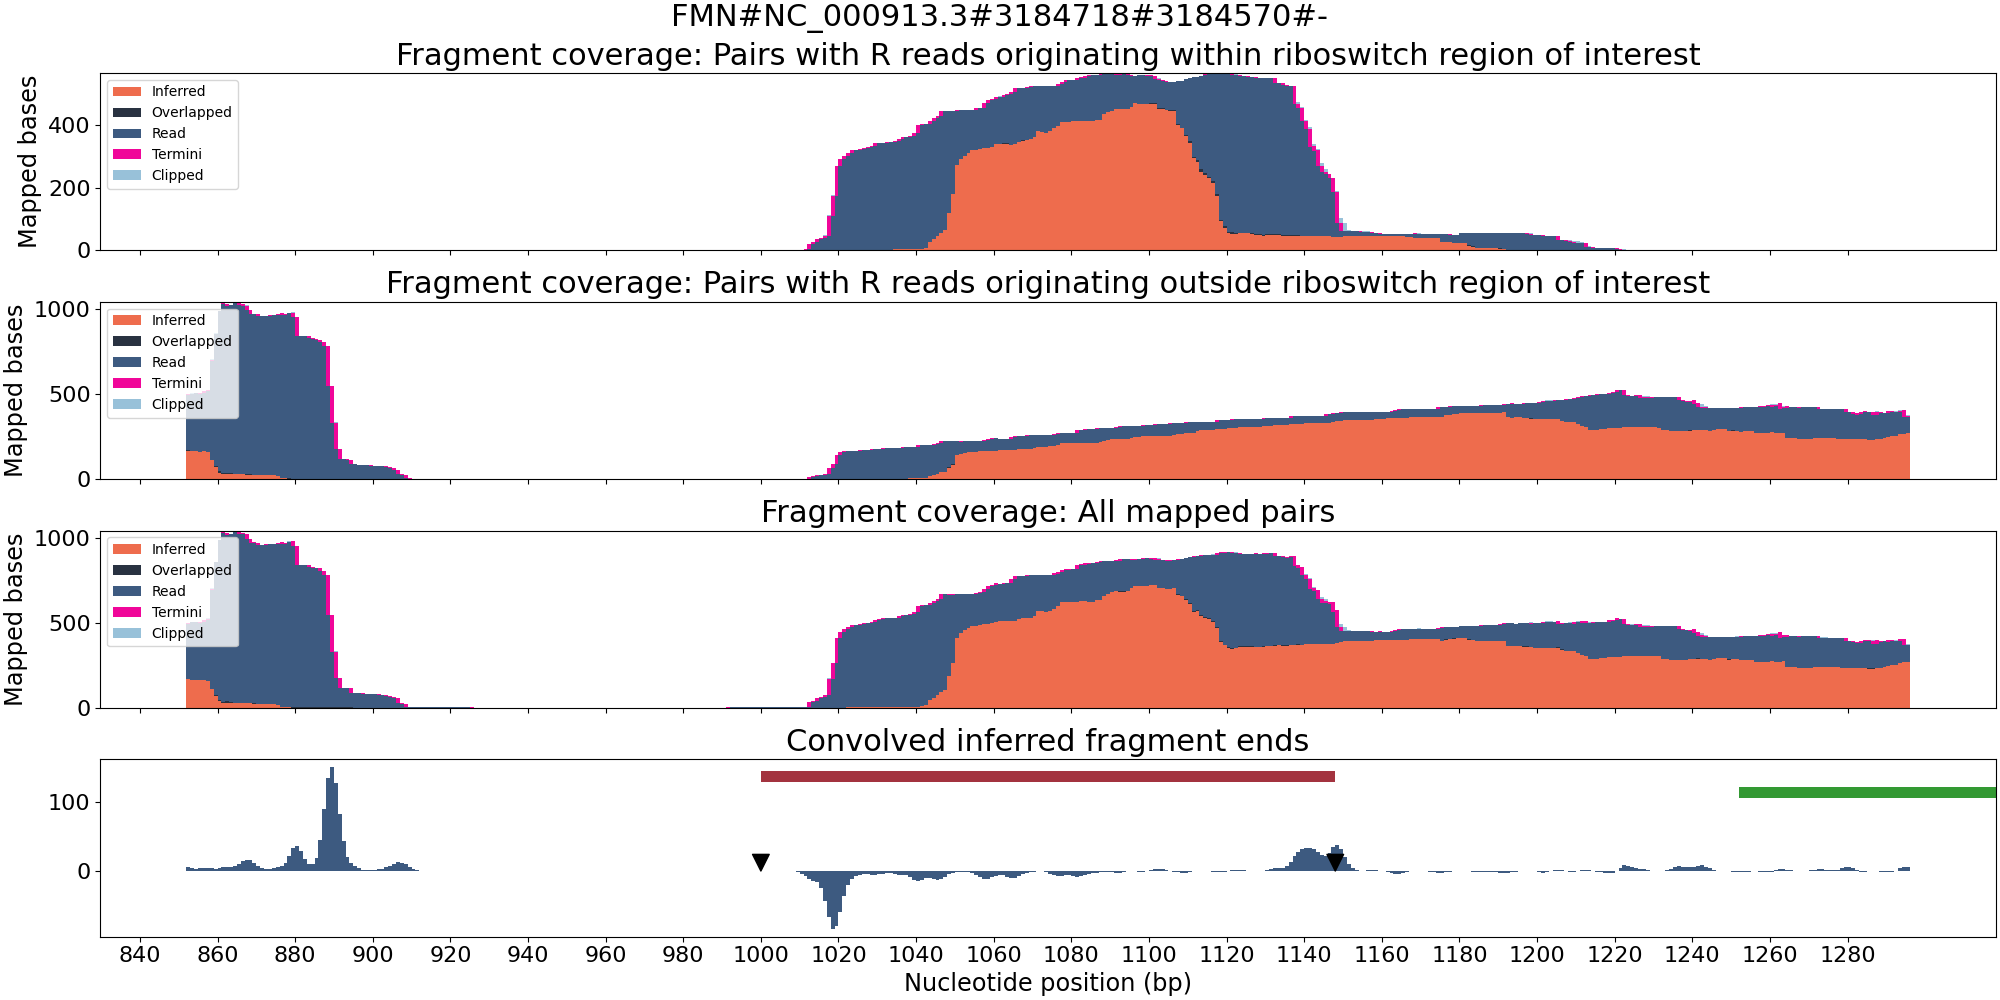 FMN#NC_000913.3#3184718#3184570#-
Fragment coverage: Pairs with R reads originating within riboswitch region of interest
Mapped bases
400
200
0
Inferred
Overlapped
Read
Termini
Clipped
Fragment coverage: Pairs with R reads originating outside riboswitch region of interest
Mapped bases
1000
500
0
Inferred
Overlapped
Read
Termini
Clipped
Fragment coverage: All mapped pairs
Mapped bases
1000
500
0
Inferred
Overlapped
Read
Termini
Clipped
Convolved inferred fragment ends
100
0
840 860 880 900 920 940 960 980 1000 1020 1040 1060 1080 1100 1120 1140 1160 1180 1200 1220 1240 1260 1280
Nucleotide position (bp)